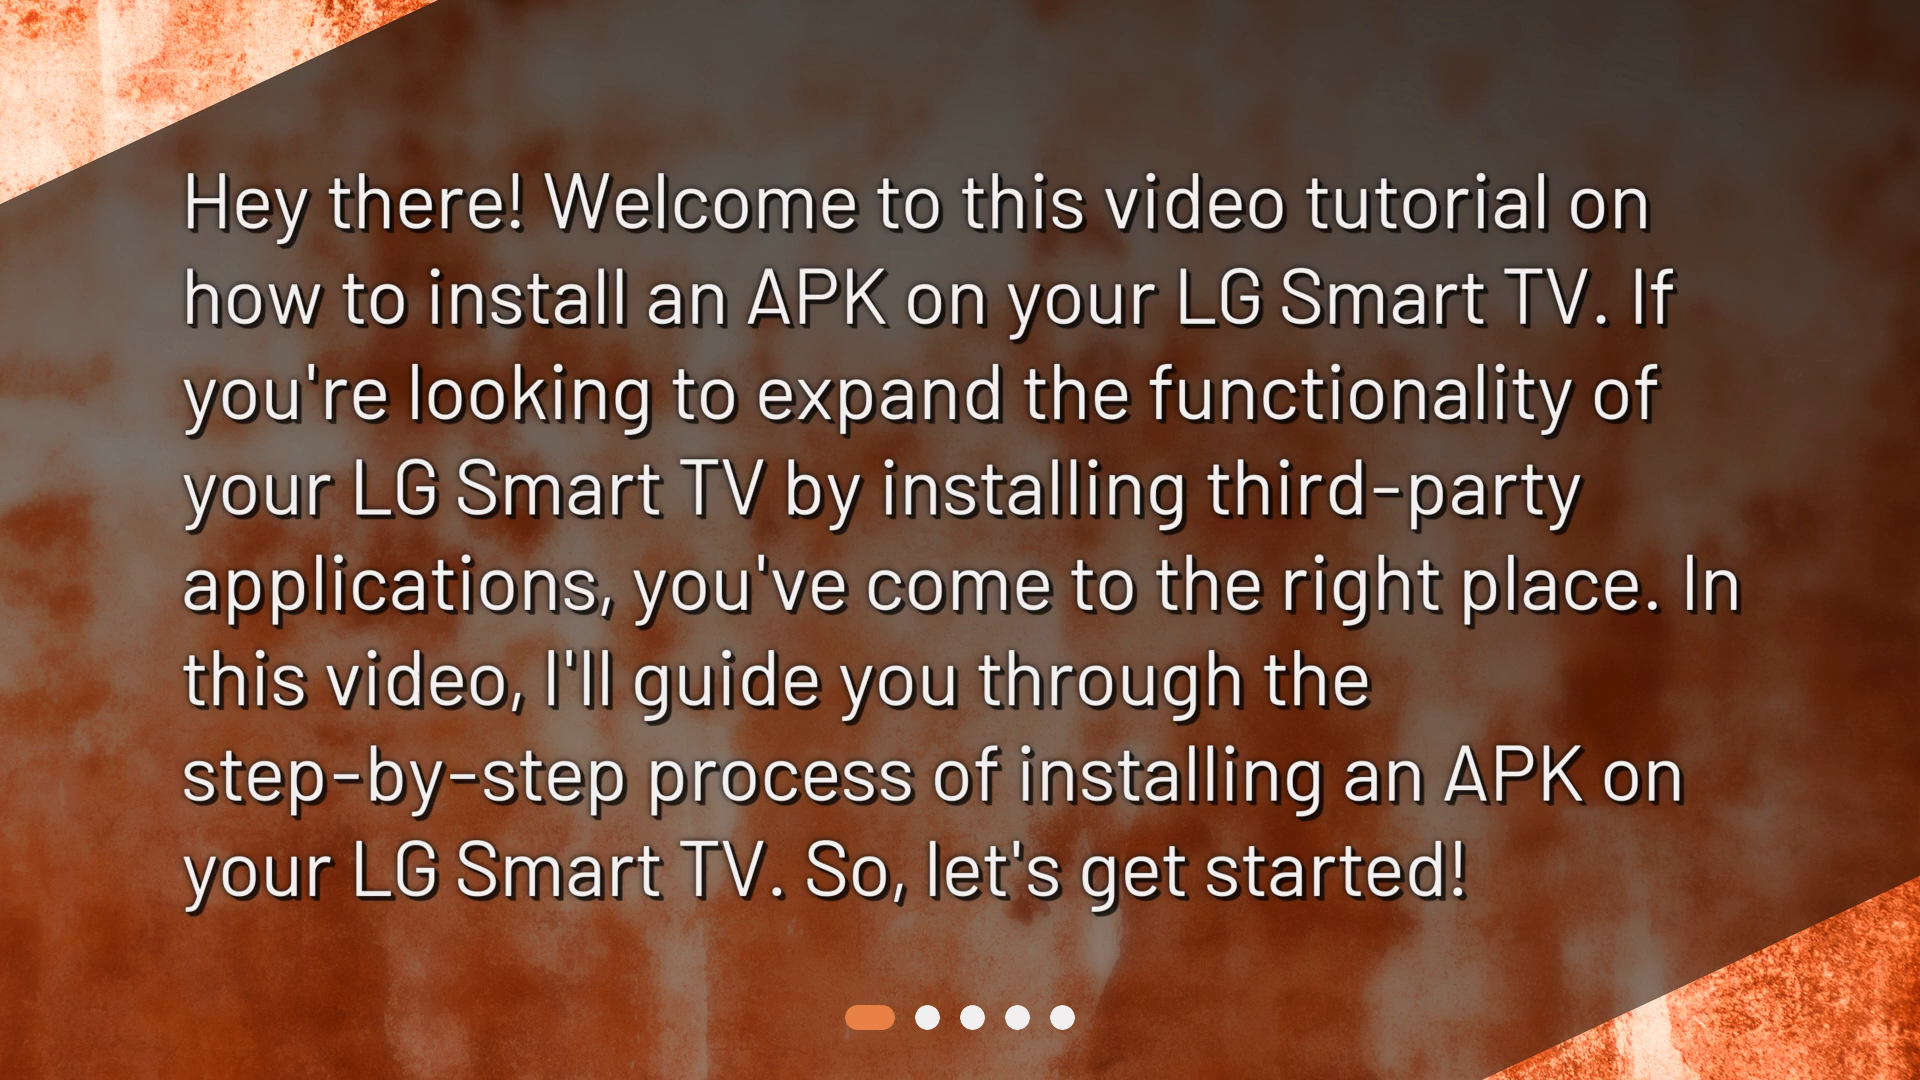 Hey there! Welcome to this video tutorial on
how to install an APK on your LG Smart TV. If
you're looking to expand the functionality of
your LG Smart TV by installing third-party
applications, you've come to the right place. In
this video, I'll guide you through the
step-by-step process of installing an APK on
your LG Smart TV. So, let's get started!